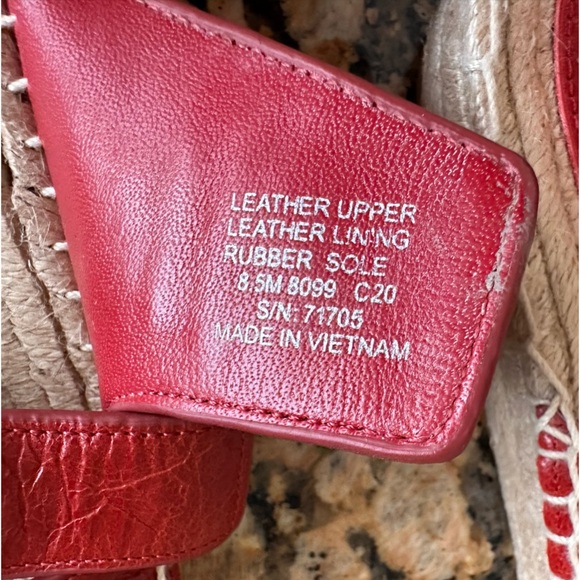 LEATHER UPPER
LEATHER LINING
RUBBER SOLE
8.5M 8099 C20
S/N: 71705
MADE IN VIETNAM